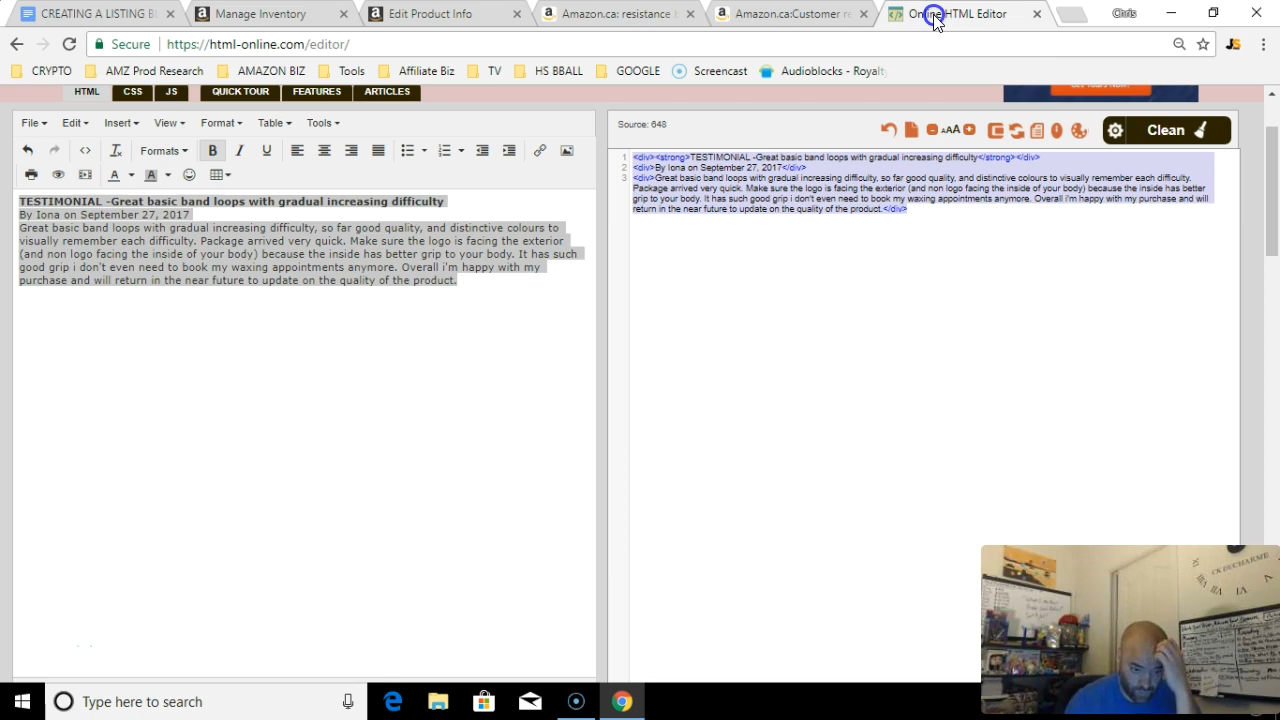 CREATING A LISTING B
Manage Inventory
Edit Product Info
Amazon.ca: resistance b
Amazon.ca:Customer re
Online HTML Editor
Chris
Secure
https://html-online.com/editor/
CRYPTO
AMZ Prod Research
AMAZON BIZ
Tools
Affiliate Biz
TV
HS BBALL
GOOGLE
Screencast
Audioblocks - Royalt
HTML
CSS
JS
QUICK TOUR
FEATURES
ARTICLES
File
Edit
Insert
View
Format
Table
Tools
Source: 648
Clean
Formats
B
I
U
A
A
TESTIMONIAL -Great basic band loops with gradual increasing difficulty
By Iona on September 27, 2017
Great basic band loops with gradual increasing difficulty, so far good quality, and distinctive colours to
visually remember each difficulty. Package arrived very quick. Make sure the logo is facing the exterior
(and non logo facing the inside of your body) because the inside has better grip to your body. It has such
good grip i don't even need to book my waxing appointments anymore. Overall i'm happy with my
purchase and will return in the near future to update on the quality of the product.
1 <div><strong>TESTIMONIAL -Great basic band loops with gradual increasing difficulty</strong></div>
2 <div>By Iona on September 27, 2017</div>
3 <div>Great basic band loops with gradual increasing difficulty, so far good quality, and distinctive colours to visually remember each difficulty.
Package arrived very quick. Make sure the logo is facing the exterior (and non logo facing the inside of your body) because the inside has better
grip to your body. It has such good grip i don't even need to book my waxing appointments anymore. Overall i'm happy with my purchase and will
return in the near future to update on the quality of the product.</div>
CK DUCHARME
Type here to search